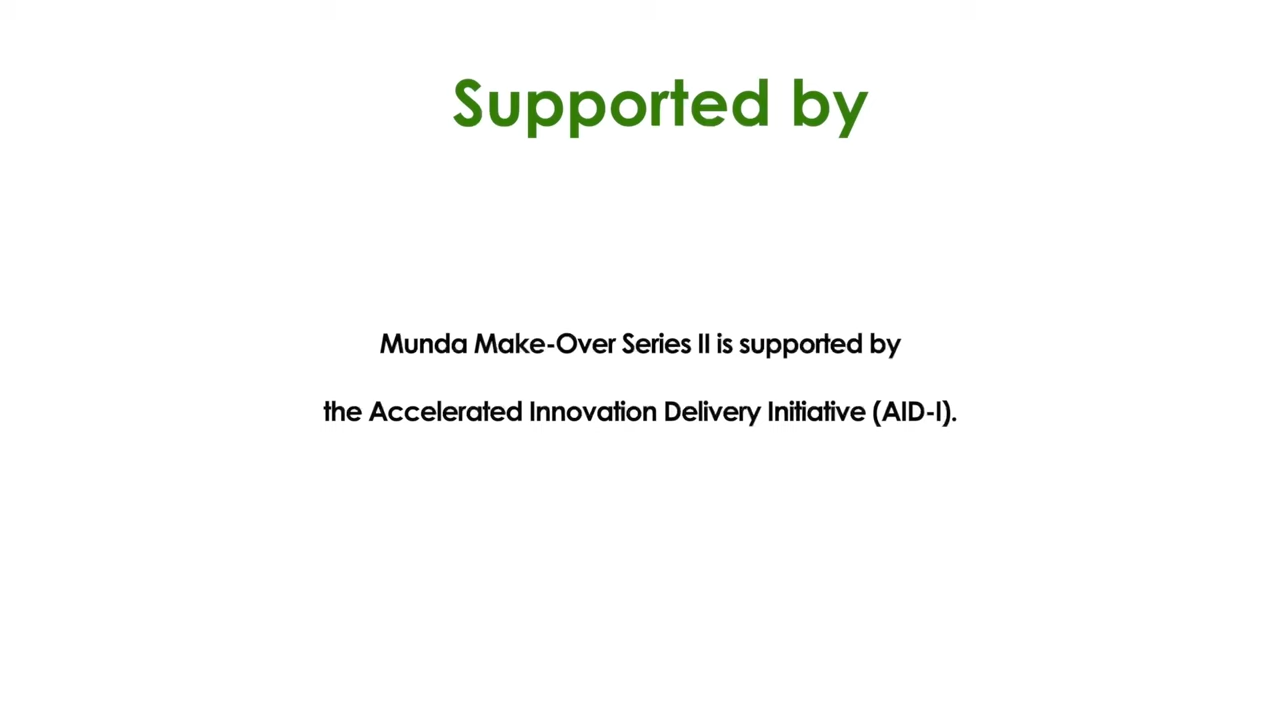 Supported by
Munda Make-Over Series II is supported by
the Accelerated Innovation Delivery Initiative (AID-I).